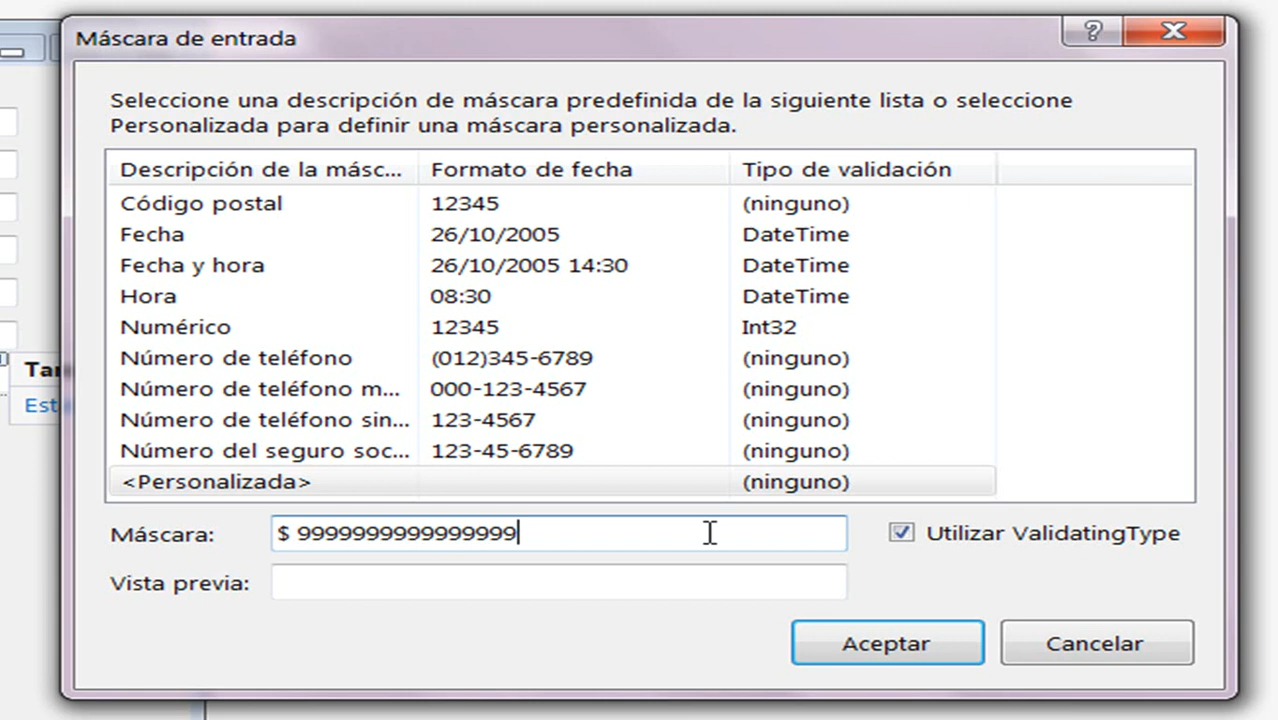 Máscara de entrada
Seleccione una descripción de máscara predefinida de la siguiente lista o seleccione
Personalizada para definir una máscara personalizada.
Descripción de la másc... Formato de fecha Tipo de validación
Código postal 12345 (ninguno)
Fecha 26/10/2005 DateTime
Fecha y hora 26/10/2005 14:30 DateTime
Hora 08:30 DateTime
Numérico 12345 Int32
Número de teléfono (012)345-6789 (ninguno)
Número de teléfono m... 000-123-4567 (ninguno)
Número de teléfono sin... 123-4567 (ninguno)
Número del seguro soc... 123-45-6789 (ninguno)
<Personalizada> (ninguno)
Máscara: $ 9999999999999999 Utilizar ValidatingType
Vista previa:
Aceptar Cancelar
Tar
Est